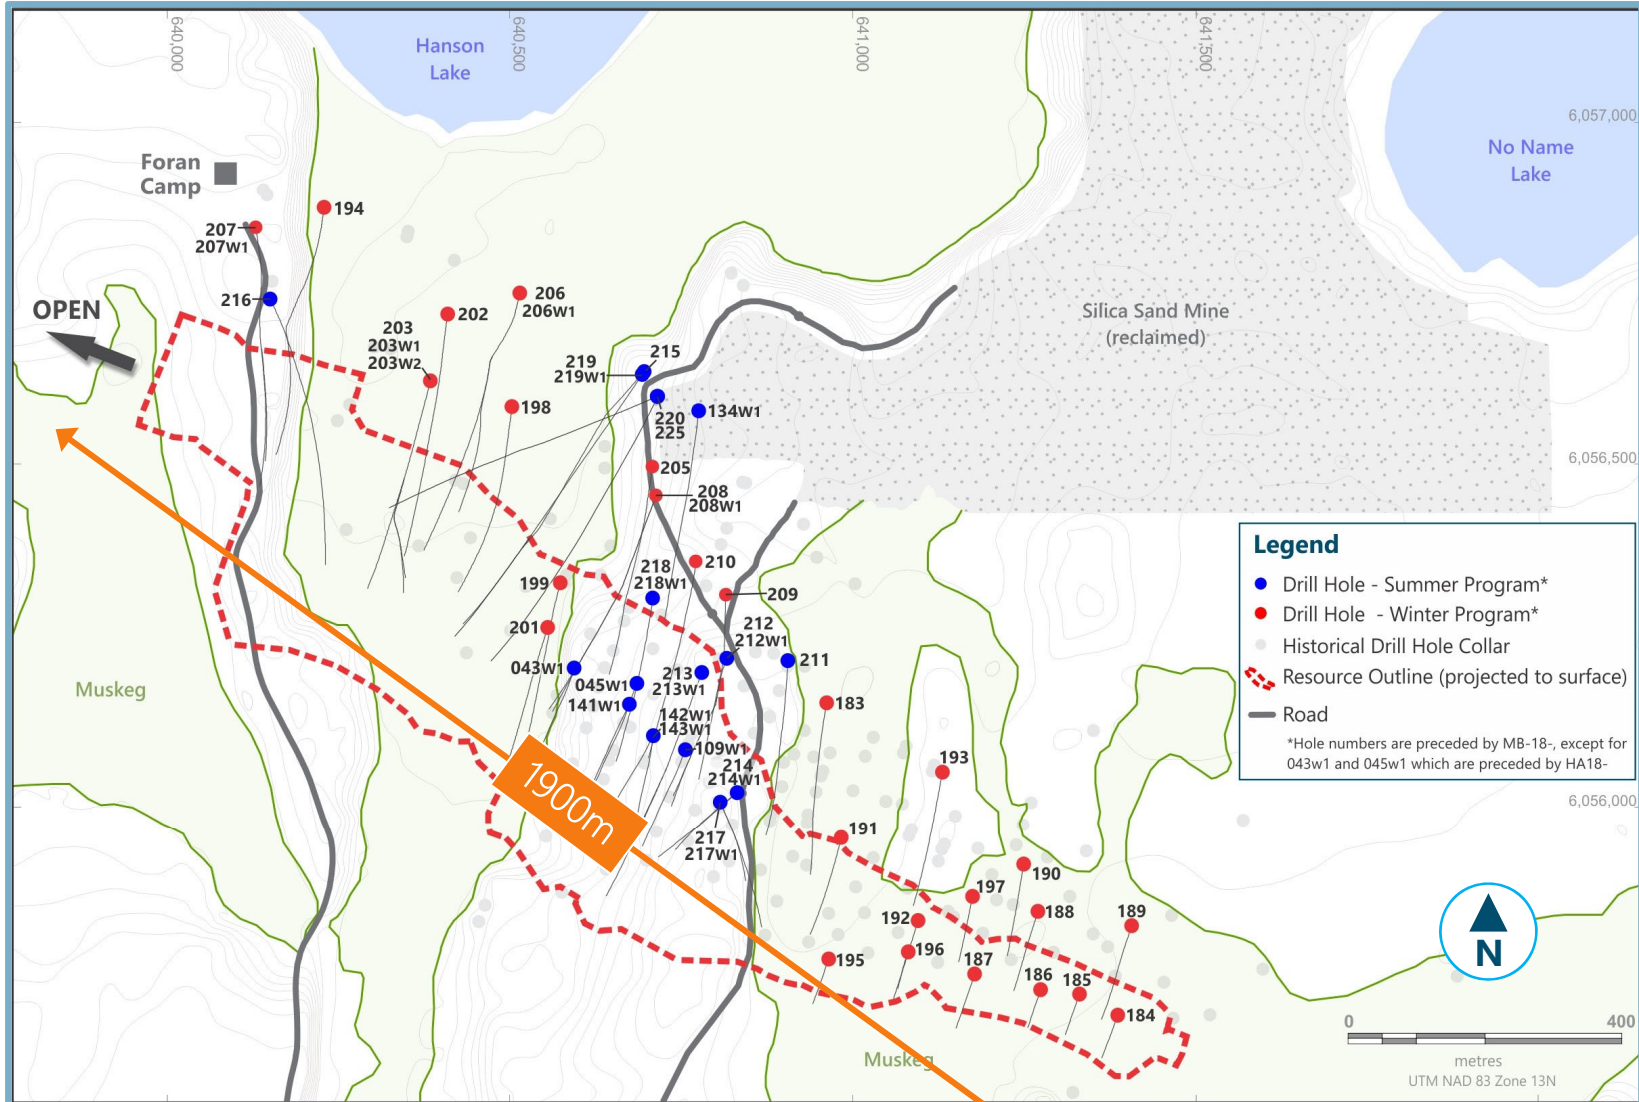 640,000
640,500
641,000
641,500
Hanson
Lake
6,057,000
No Name
Lake
Foran
Camp
194
207
207W1
216
OPEN
206
206W1
202
203
203W1
203W2
Silica Sand Mine
(reclaimed)
215
219
219W1
198
134W1
220
225
205
6,056,500
208
208W1
Legend
Drill Hole - Summer Program*
Drill Hole - Winter Program*
Historical Drill Hole Collar
Resource Outline (projected to surface)
Road
*Hole numbers are preceded by MB-18-, except for
043w1 and 045w1 which are preceded by HA18-
218
218W1
210
199
209
201
212
212W1
043W1
211
213
213W1
045W1
141W1
Muskeg
183
142W1
143W1
109W1
193
214
214W1
1900m
6,056,000
217
217W1
191
190
197
188
192
189
196
195
187
186
185
184
N
0
400
metres
UTM NAD 83 Zone 13N
Muskeg